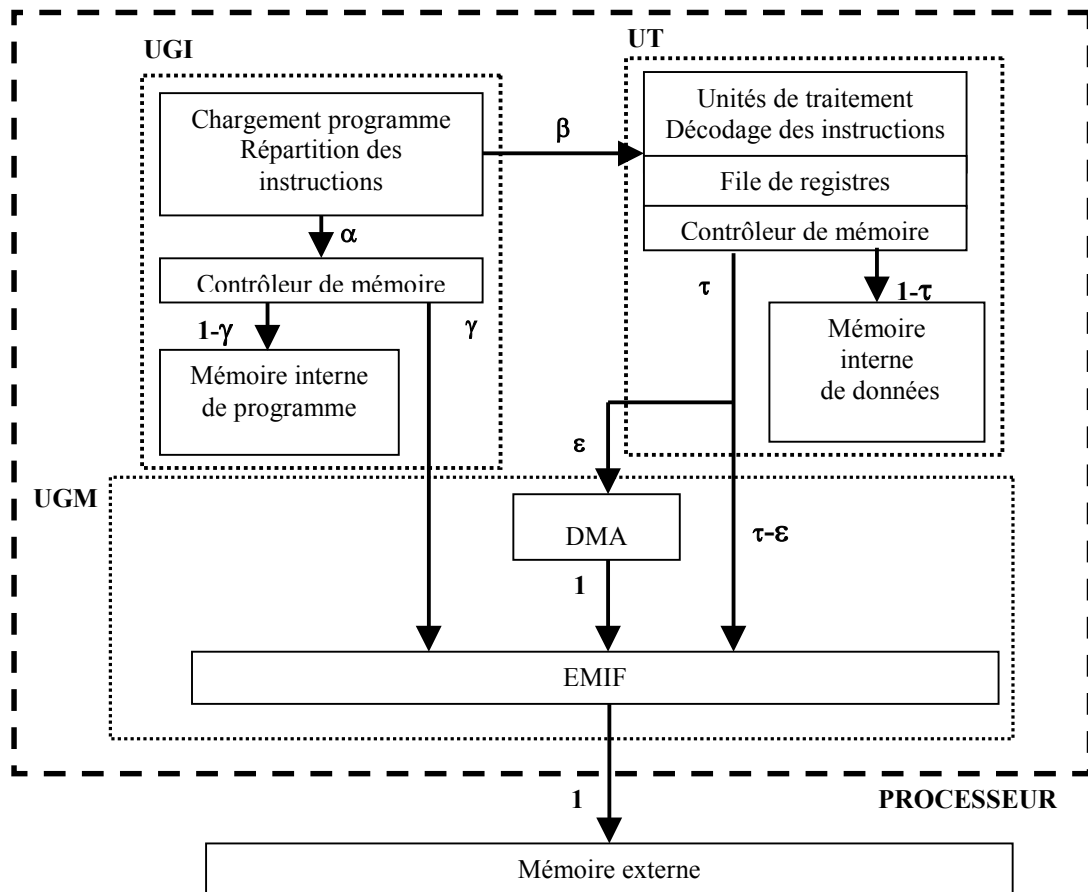 UGI
UT
Chargement programme
Répartition des
instructions
β
Unités de traitement
Décodage des instructions
File de registres
Contrôleur de mémoire
α
Contrôleur de mémoire
1-γ
γ
Mémoire interne
de programme
τ
1-τ
Mémoire
interne
de données
ε
UGM
DMA
τ-ε
1
EMIF
1
PROCESSEUR
Mémoire externe